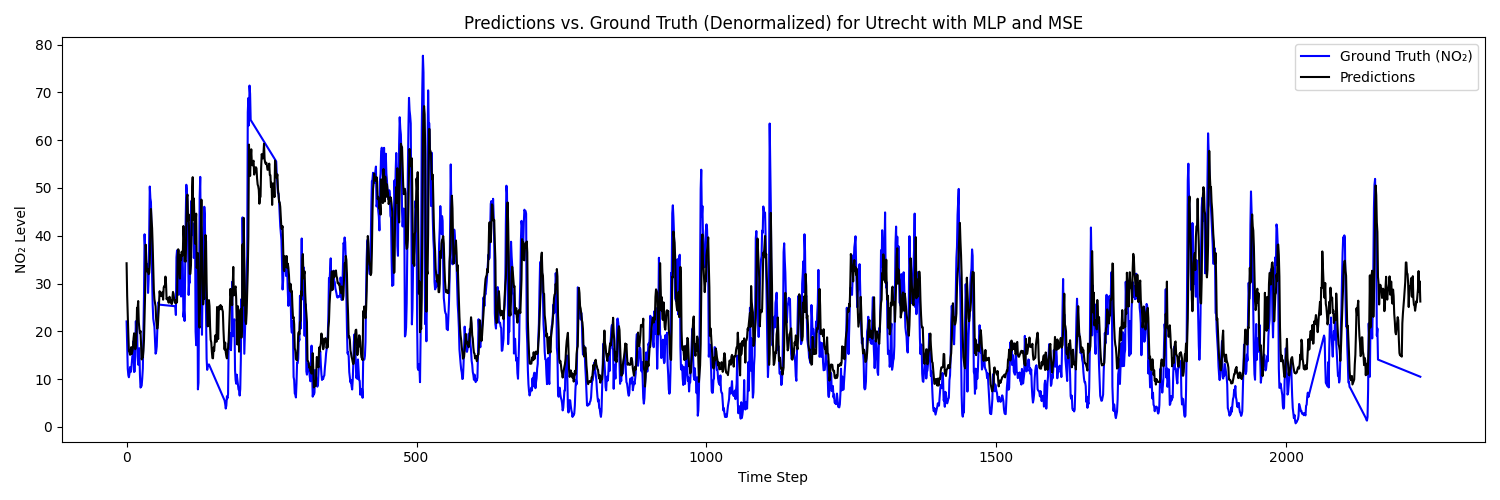 Predictions vs. Ground Truth (Denormalized) for Utrecht with MLP and MSE
Ground Truth (NO₂)
Predictions
NO₂ Level
80
70
60
50
40
30
20
10
0
0
500
1000
1500
2000
Time Step